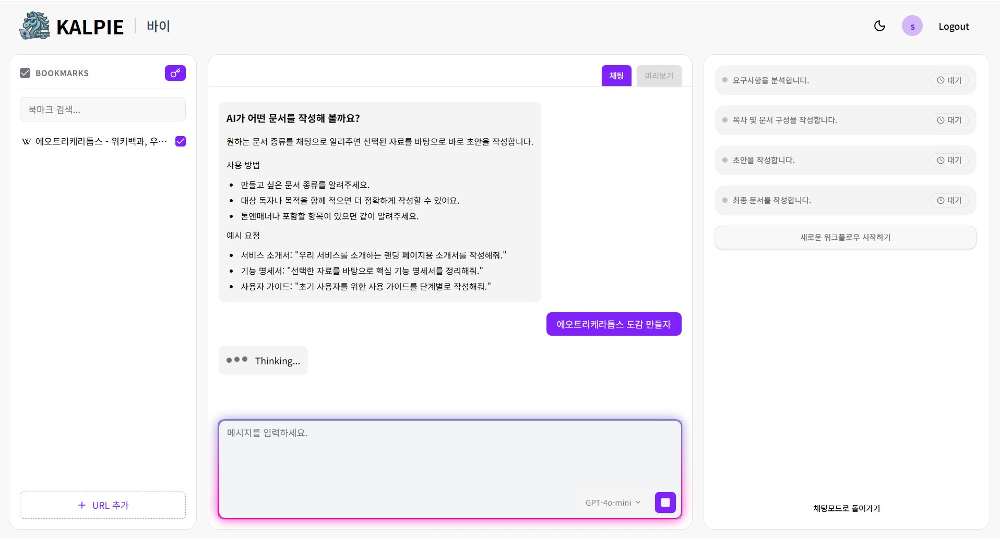 KALPIE
바이
s
Logout
BOOKMARKS
북마크 검색...
W 에오트리케라톱스 - 위키백과, 우…
URL 추가
채팅
미리보기
AI가 어떤 문서를 작성해 볼까요?
원하는 문서 종류를 채팅으로 알려주면 선택된 자료를 바탕으로 바로 초안을 작성합니다.
사용 방법
만들고 싶은 문서 종류를 알려주세요.
대상 독자나 목적을 함께 적으면 더 정확하게 작성할 수 있어요.
톤앤매너나 포함할 항목이 있으면 같이 알려주세요.
예시 요청
서비스 소개서: "우리 서비스를 소개하는 랜딩 페이지용 소개서를 작성해줘."
기능 명세서: "선택한 자료를 바탕으로 핵심 기능 명세서를 정리해줘."
사용자 가이드: "초기 사용자를 위한 사용 가이드를 단계별로 작성해줘."
에오트리케라톱스 도감 만들자
Thinking...
메시지를 입력하세요.
GPT-4o-mini
요구사항을 분석합니다. 대기
목차 및 문서 구성을 작성합니다. 대기
초안을 작성합니다. 대기
최종 문서를 작성합니다. 대기
새로운 워크플로우 시작하기
채팅모드로 돌아가기